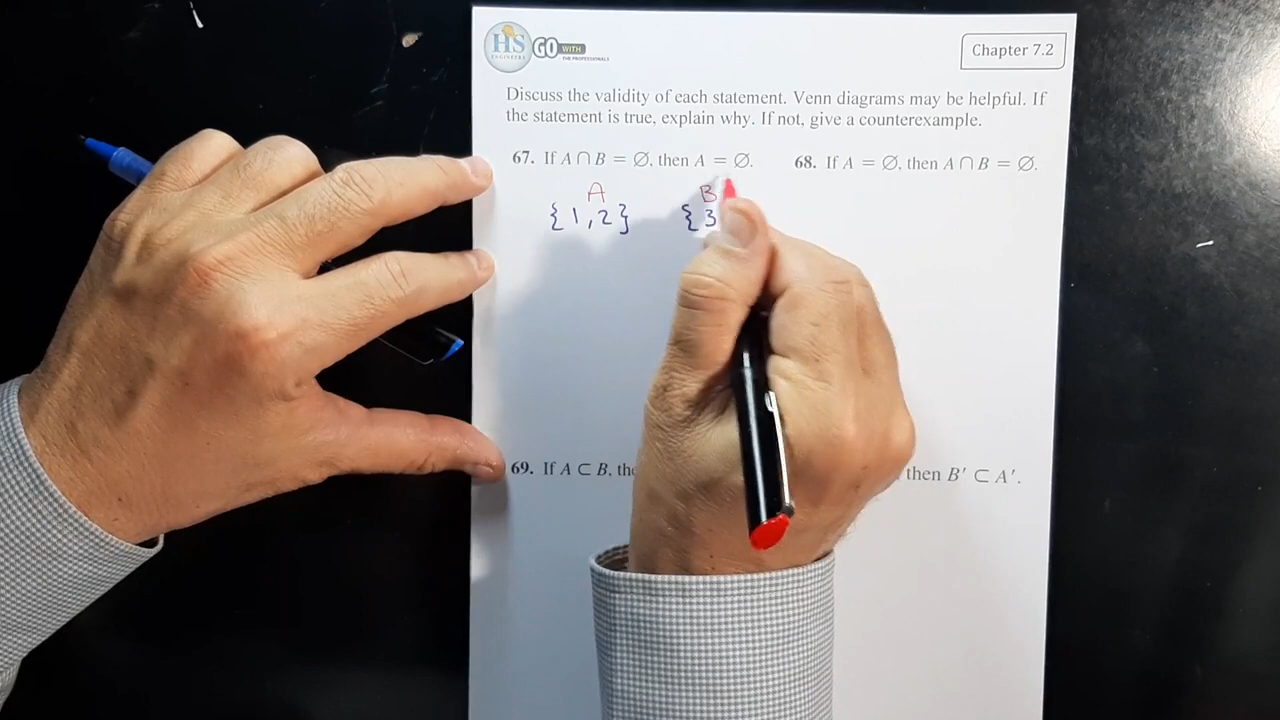 HS
ENGINEERS
GO WITH
THE PROFESSIONALS
Chapter 7.2
Discuss the validity of each statement. Venn diagrams may be helpful. If
the statement is true, explain why. If not, give a counterexample.
67. If A ∩ B = ∅, then A = ∅.
68. If A = ∅, then A ∩ B = ∅.
A B
{1,2} {3
69. If A ⊂ B, the
then B′ ⊂ A′.